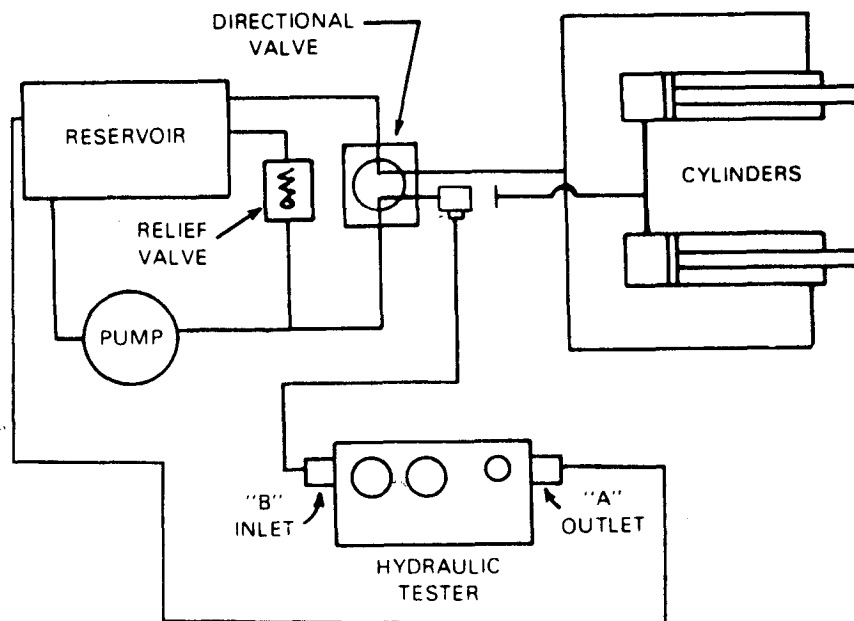 DIRECTIONAL
VALVE
RESERVOIR
RELIEF
VALVE
CYLINDERS
PUMP
"B"
INLET
"A"
OUTLET
HYDRAULIC
TESTER